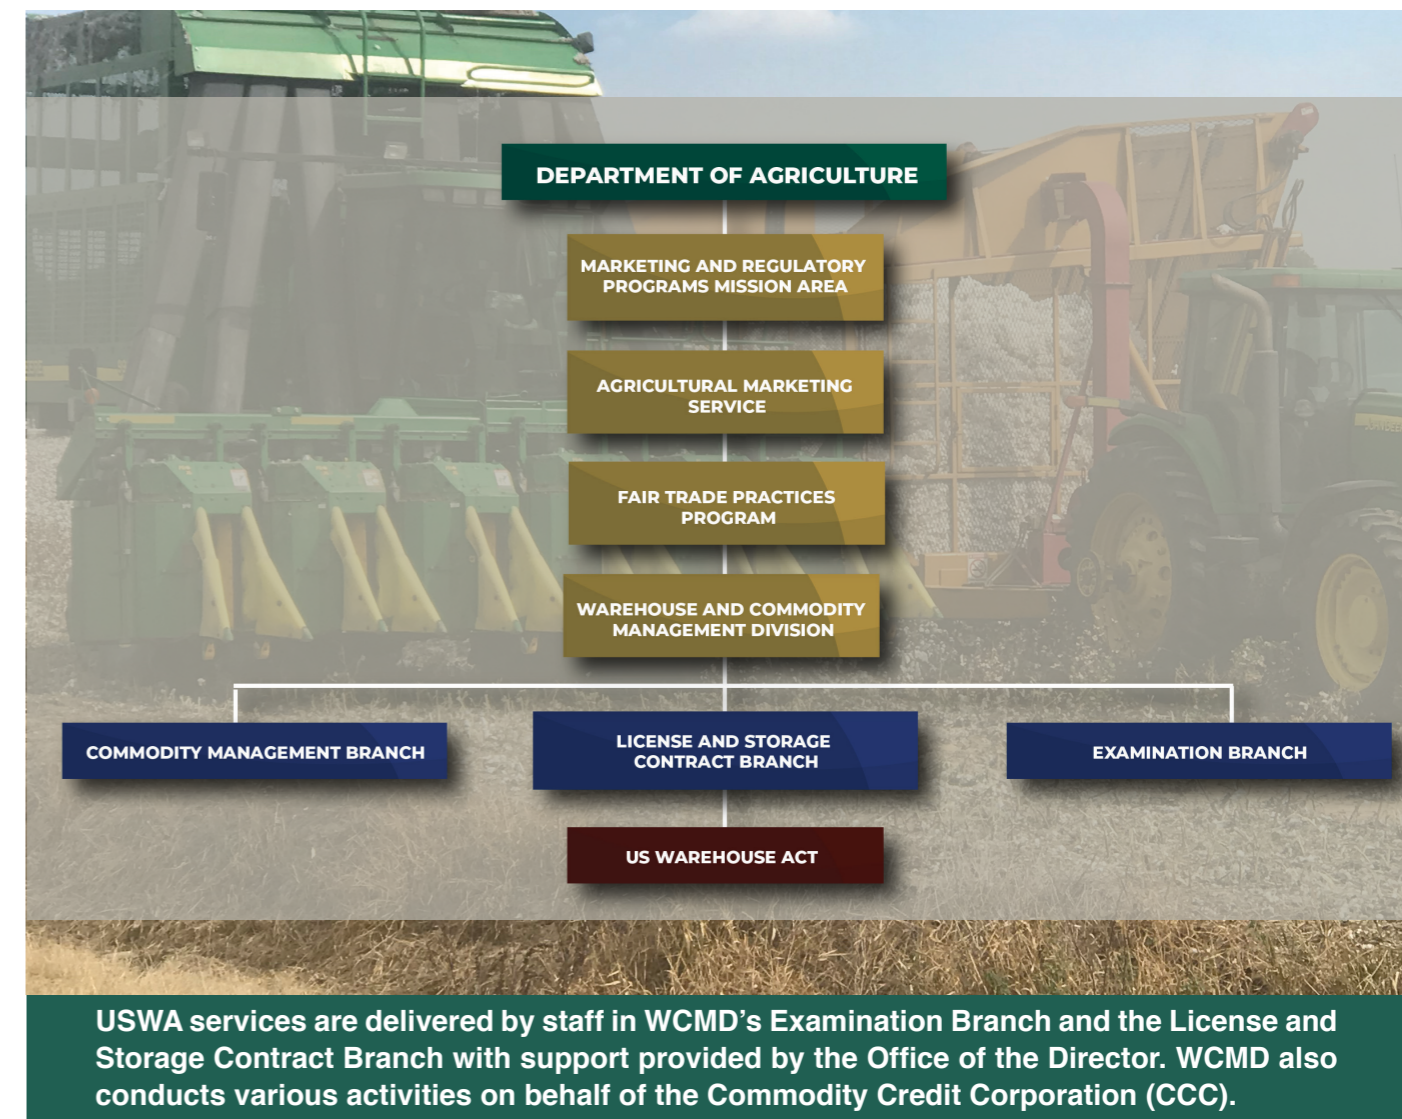 DEPARTMENT OF AGRICULTURE
MARKETING AND REGULATORY
PROGRAMS MISSION AREA
AGRICULTURAL MARKETING
SERVICE
FAIR TRADE PRACTICES
PROGRAM
WAREHOUSE AND COMMODITY
MANAGEMENT DIVISION
COMMODITY MANAGEMENT BRANCH
LICENSE AND STORAGE
CONTRACT BRANCH
EXAMINATION BRANCH
US WAREHOUSE ACT
USWA services are delivered by staff in WCMD’s Examination Branch and the License and
Storage Contract Branch with support provided by the Office of the Director. WCMD also
conducts various activities on behalf of the Commodity Credit Corporation (CCC).